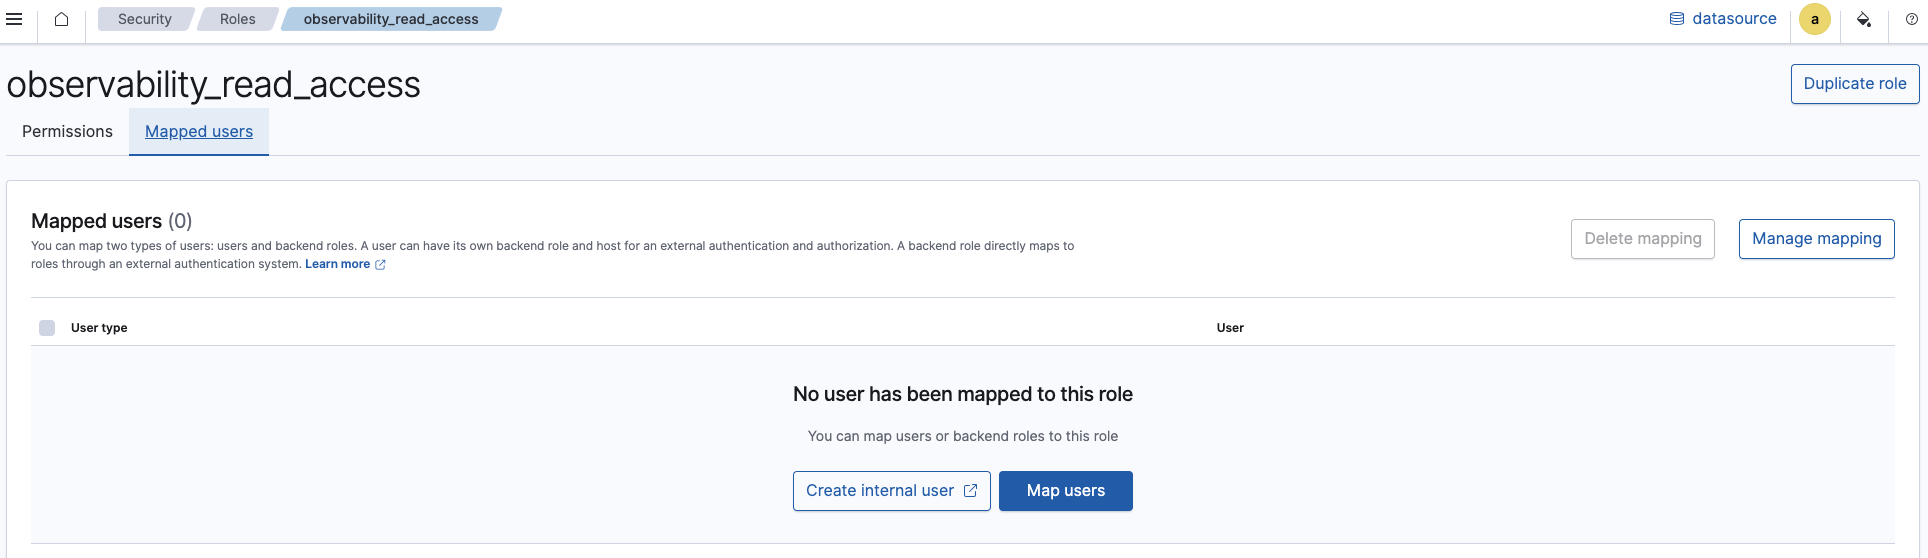 Security
Roles
observability_read_access
datasource
a
observability_read_access
Duplicate role
Permissions
Mapped users
Mapped users (0)
You can map two types of users: users and backend roles. A user can have its own backend role and host for an external authentication and authorization. A backend role directly maps to
roles through an external authentication system. Learn more
Delete mapping
Manage mapping
User type
User
No user has been mapped to this role
You can map users or backend roles to this role
Create internal user
Map users